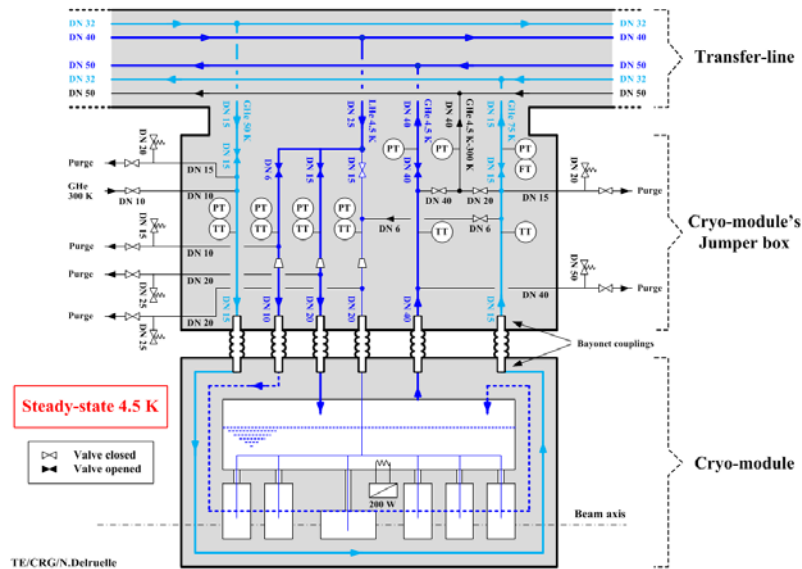 DN 32
DN 40
DN 50
DN 32
DN 50
DN 32
DN 40
DN 50
DN 32
DN 50
Transfer-line
DN 15
GHe 50 K
DN 25
LHe 4.5 K
DN 40
GHe 4.5 K
DN 40
GHe 4.5 K-300 K
DN 15
GHe 75 K
DN 20
Purge
DN 15
DN 15
DN 6
DN 15
DN 15
PT
DN 40
PT
PT
FT
DN 15
DN 20
GHe
300 K
DN 10
DN 10
DN 40
DN 20
DN 15
Purge
DN 15
PT
PT
PT
PT
TT
TT
TT
TT
DN 6
TT
DN 6
TT
Purge
DN 10
Cryo-module's
Jumper box
Purge
DN 20
DN 25
DN 50
DN 40
Purge
Purge
DN 20
DN 25
DN 15
DN 10
DN 20
DN 20
DN 40
DN 15
Bayonet couplings
Steady-state 4.5 K
Valve closed
Valve opened
Cryo-module
200 W
Beam axis
TE/CRG/N.Delruelle